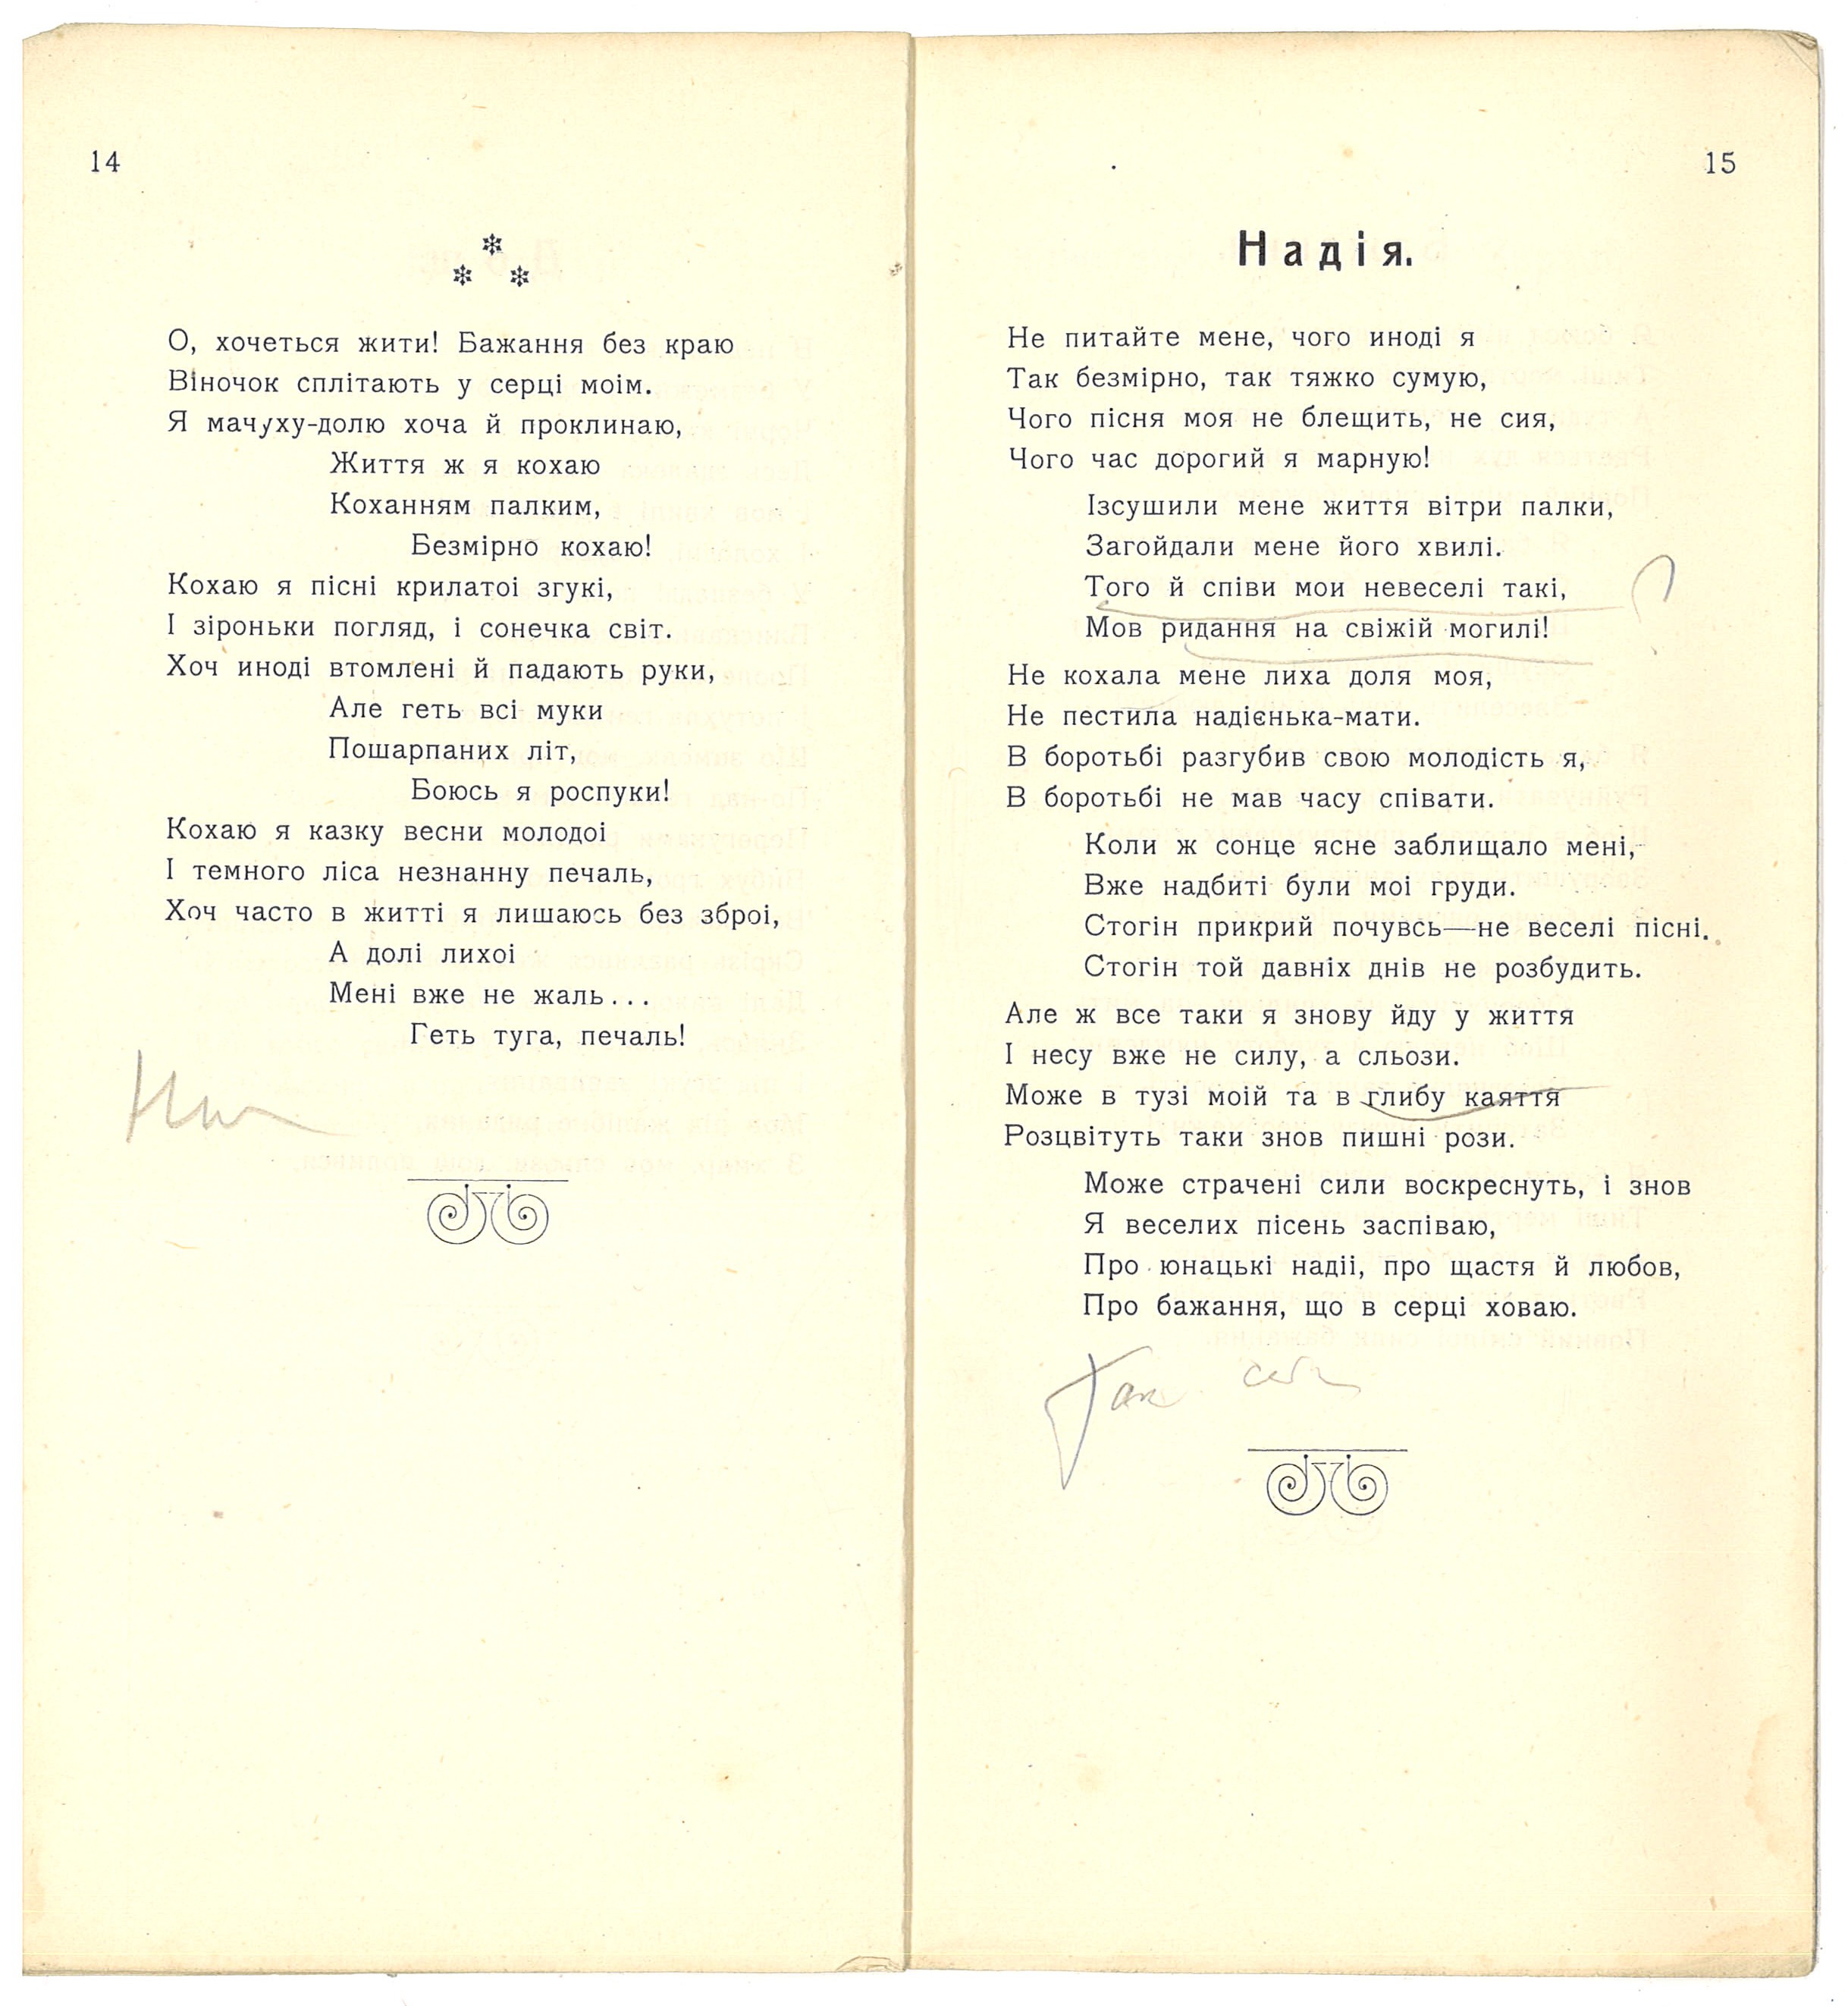 14
О, хочеться жити! Бажання без краю
Віночок сплітають у серці моім.
Я мачуху-долю хоча й проклинаю,
Життя ж я кохаю
Коханням палким,
Безмірно кохаю!
Кохаю я пісні крилатоі згукі,
І зіроньки погляд, і сонечка світ.
Хоч иноді втомлені й падають руки,
Але геть всі муки
Пошарпаних літ,
Боюсь я роспуки!
Кохаю я казку весни молодоі
І темного ліса незнанну печаль,
Хоч часто в житті я лишаюсь без зброі,
А долі лихоі
Мені вже не жаль...
Геть туга, печаль!
15
Надія.
Не питайте мене, чого иноді я
Так безмірно, так тяжко сумую,
Чого пісня моя не блещить, не сия,
Чого час дорогий я марную!
Ізсушили мене життя вітри палки,
Загойдали мене його хвилі.
Того й співи мои невеселі такі,
Мов ридання на свіжій могилі!
Не кохала мене лиха доля моя,
Не пестила надієнька-мати.
В боротьбі разгубив свою молодість я,
В боротьбі не мав часу співати.
Коли ж сонце ясне заблищало мені,
Вже надбиті були моі груди.
Стогін прикрий почувсь—не веселі пісні.
Стогін той давніх днів не розбудить.
Але ж все таки я знову йду у життя
І несу вже не силу, а сльози.
Може в тузі моій та в глибу каяття
Розцвітуть таки знов пишні рози.
Може страчені сили воскреснуть, і знов
Я веселих пісень заспіваю,
Про юнацькі надіі, про щастя й любов,
Про бажання, що в серці ховаю.
Так